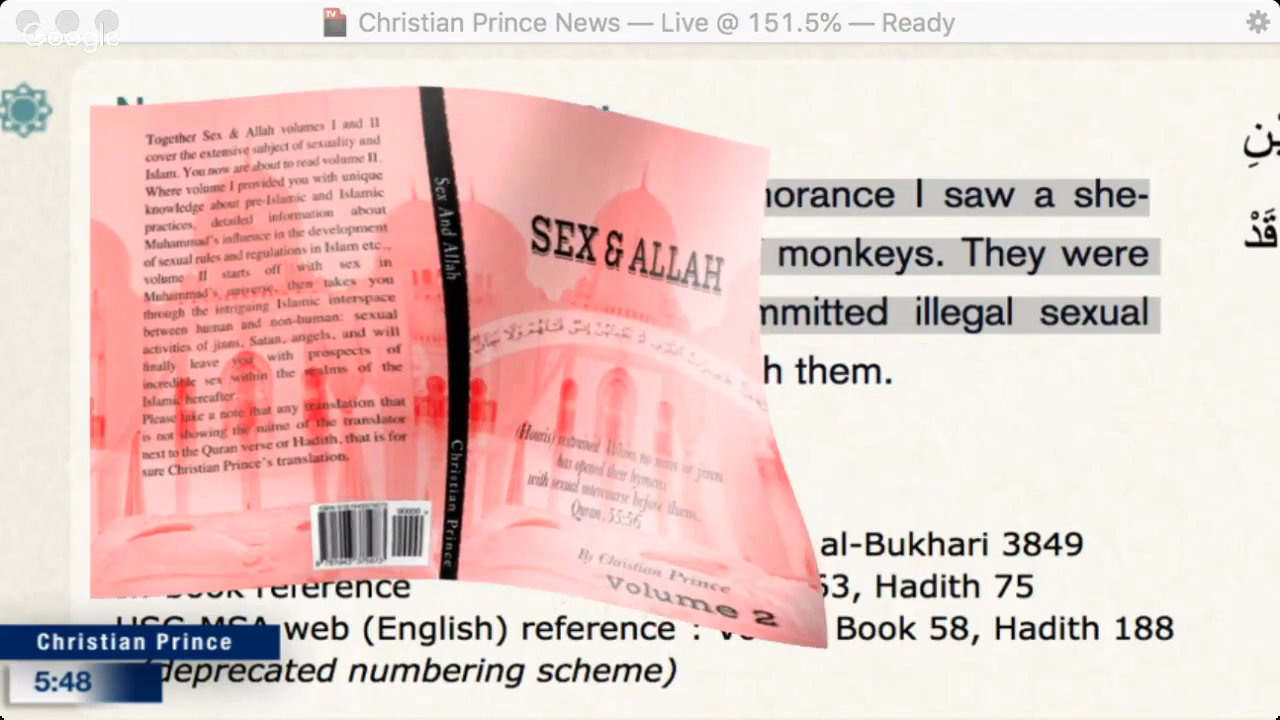 Christian Prince News — Live @ 151.5% — Ready
Google
Together Sex & Allah volumes I and II
cover the extensive subject of sexuality and
Islam. You now are about to read volume II.
Where volume I provided you with unique
knowledge about pre-Islamic and Islamic
practices, detailed information about
Muhammad's influence in the development
of sexual rules and regulations in Islam etc.,
volume II starts off with sex in
Muhammad's universe, then takes you
through the intriguing Islamic interspace
between human and non-human: sexual
activities of jinns, Satan, angels, and will
finally leave you with prospects of
incredible sex within the realms of the
Islamic hereafter.
Please take a note that any translation that
is not showing the name of the translator
next to the Quran verse or Hadith, that is for
sure Christian Prince's translation.
Sex And Allah
Christian Prince
SEX & ALLAH
(Houris) restrained Whom no men or jinns
has opened their hymens
with sexual intercourse before them.
Quran, 55:56
By Christian Prince
Volume 2
norance I saw a she-
monkeys. They were
mmitted illegal sexual
h them.
al-Bukhari 3849
reference 53, Hadith 75
web (English) reference : Book 58, Hadith 188
(deprecated numbering scheme)
Christian Prince
5:48